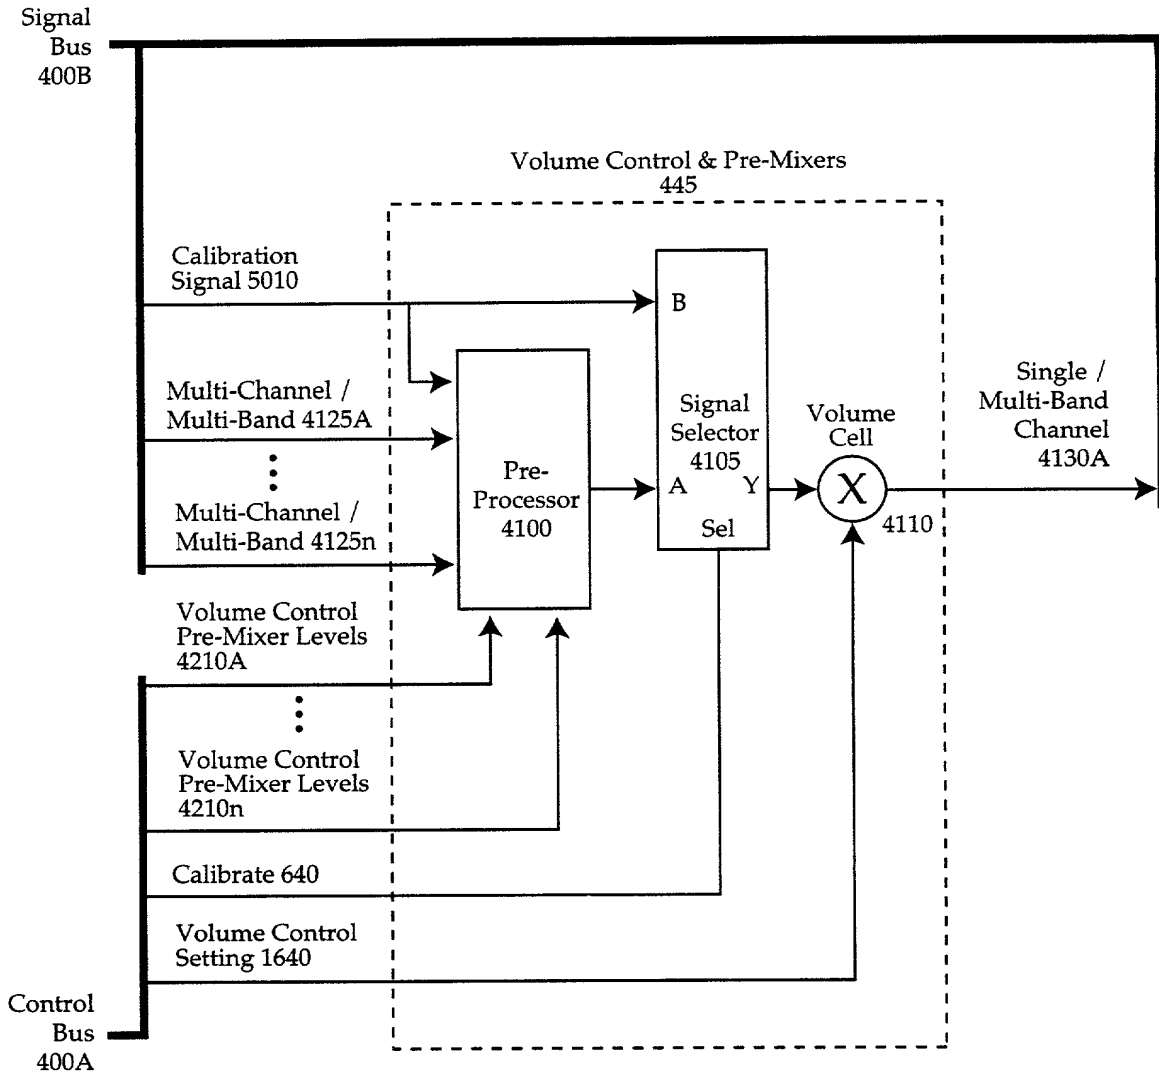 Signal
Bus
400B
Volume Control & Pre-Mixers
445
Calibration
Signal 5010
B
Multi-Channel /
Multi-Band 4125A
Multi-Channel /
Multi-Band 4125n
Pre-
Processor
4100
Signal
Selector
4105
A
Y
Sel
Volume
Cell
X
4110
Single /
Multi-Band
Channel
4130A
Volume Control
Pre-Mixer Levels
4210A
Volume Control
Pre-Mixer Levels
4210n
Calibrate 640
Volume Control
Setting 1640
Control
Bus
400A